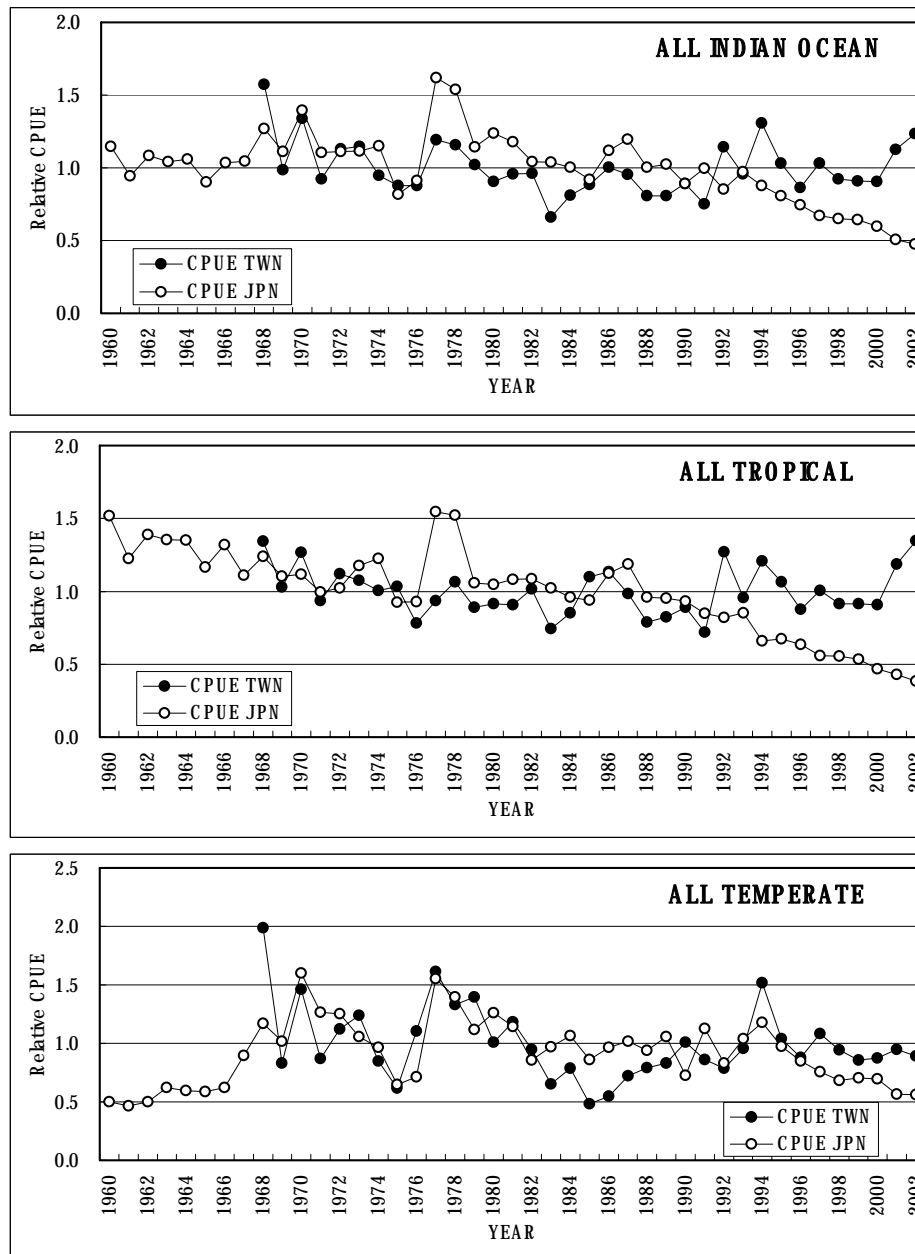 ALL INDIAN OCEAN
2.0
1.5
1.0
0.5
0.0
Relative CPUE
CPUE TWN
CPUE JPN
1960 1962 1964 1966 1968 1970 1972 1974 1976 1978 1980 1982 1984 1986 1988 1990 1992 1994 1996 1998 2000 2002
YEAR
ALL TROPICAL
2.0
1.5
1.0
0.5
0.0
Relative CPUE
CPUE TWN
CPUE JPN
1960 1962 1964 1966 1968 1970 1972 1974 1976 1978 1980 1982 1984 1986 1988 1990 1992 1994 1996 1998 2000 2002
YEAR
ALL TEMPERATE
2.5
2.0
1.5
1.0
0.5
0.0
Relative CPUE
CPUE TWN
CPUE JPN
1960 1962 1964 1966 1968 1970 1972 1974 1976 1978 1980 1982 1984 1986 1988 1990 1992 1994 1996 1998 2000 2002
YEAR